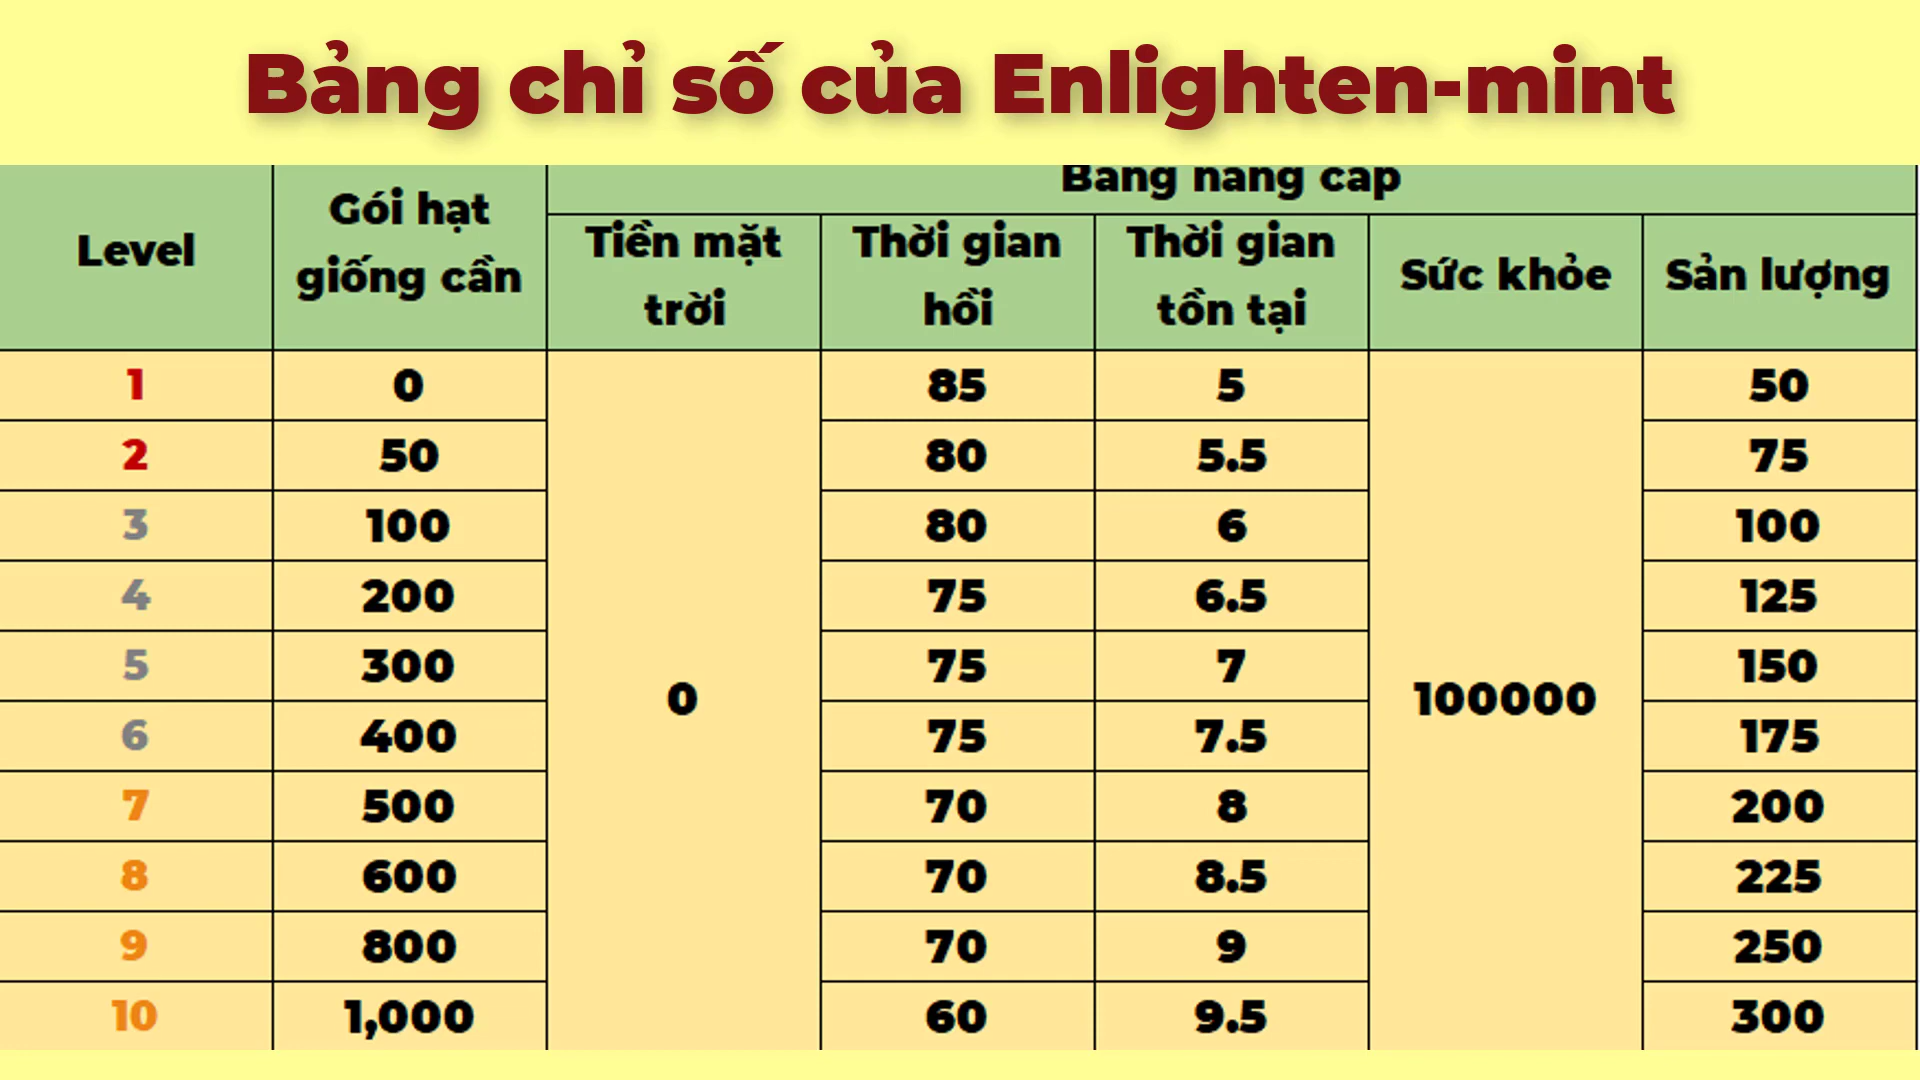 Bảng chỉ số của Enlighten-mint
Bảng nâng cấp
Level
Gói hạt
giống cần
Tiền mặt
trời
Thời gian
hồi
Thời gian
tồn tại
Sức khỏe
Sản lượng
1 0 85 5 50
2 50 80 5.5 75
3 100 80 6 100
4 200 75 6.5 125
5 300 75 7 150
0
100000
6 400 75 7.5 175
7 500 70 8 200
8 600 70 8.5 225
9 800 70 9 250
10 1,000 60 9.5 300